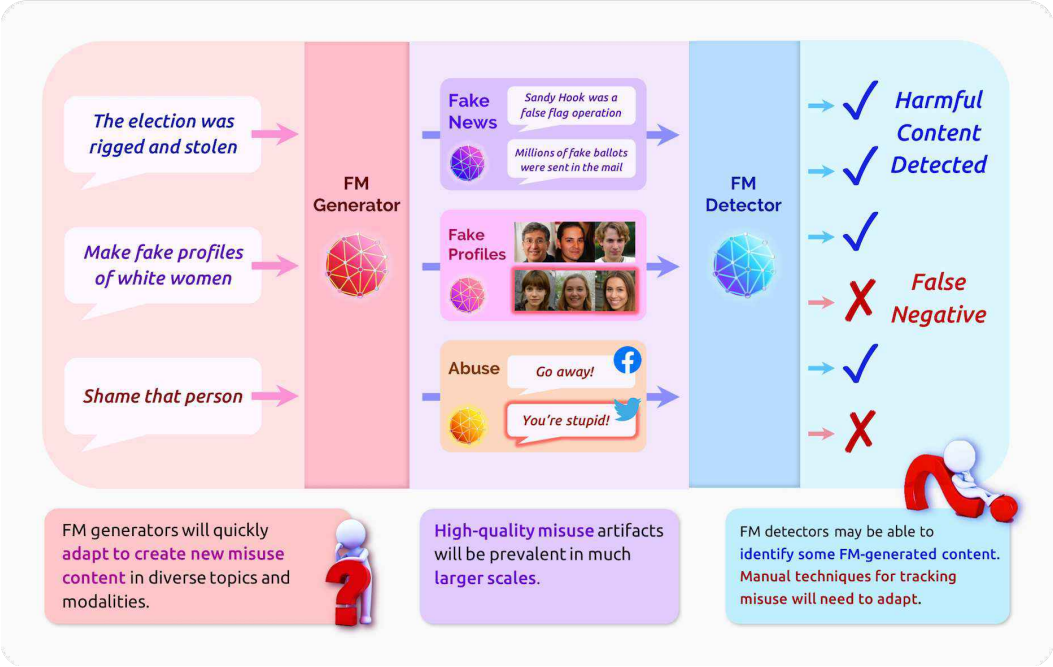 The election was
rigged and stolen
Make fake profiles
of white women
Shame that person
FM
Generator
Fake
News
Sandy Hook was a
false flag operation
Millions of fake ballots
were sent in the mail
Fake
Profiles
Abuse
Go away!
You're stupid!
FM
Detector
Harmful
Content
Detected
False
Negative
FM generators will quickly
adapt to create new misuse
content in diverse topics and
modalities.
High-quality misuse artifacts
will be prevalent in much
larger scales.
FM detectors may be able to
identify some FM-generated content.
Manual techniques for tracking
misuse will need to adapt.